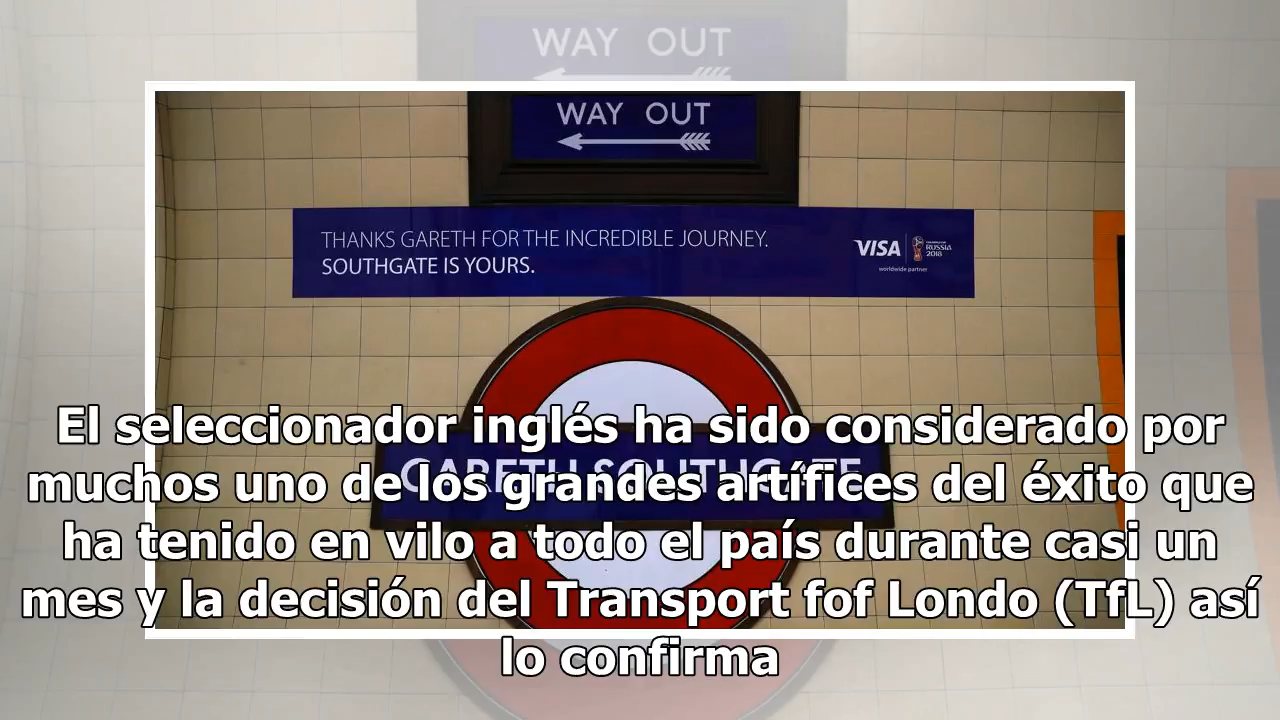 WAY OUT
WAY OUT
THANKS GARETH FOR THE INCREDIBLE JOURNEY.
SOUTHGATE IS YOURS.
VISA
RUSSIA
2018
worldwide partner
GARETH SOUTHGATE
El seleccionador inglés ha sido considerado por
muchos uno de los grandes artífices del éxito que
ha tenido en vilo a todo el país durante casi un
mes y la decisión del Transport fof Londo (TfL) así
lo confirma